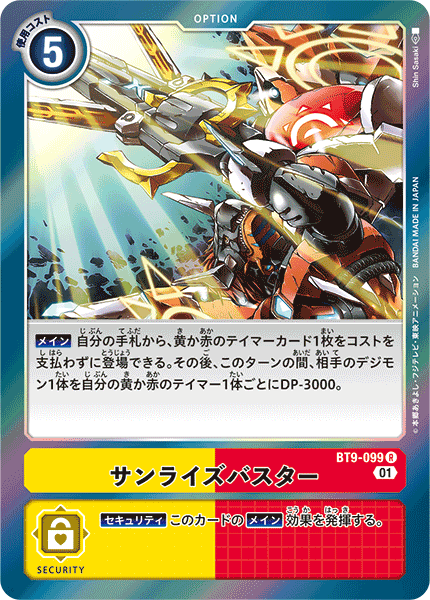 OPTION
使用コスト
5
Shin Sasaki
©本郷あきよし・フジテレビ・東映アニメーション BANDAI MADE IN JAPAN
メイン 自分の手札から、黄か赤のテイマーカード1枚をコストを
支払わずに登場できる。その後、このターンの間、相手のデジモ
ン1体を自分の黄か赤のテイマー1体ごとにDP-3000。
BT9-099 R
サンライズバスター
01
セキュリティ このカードの メイン 効果を発揮する。
SECURITY